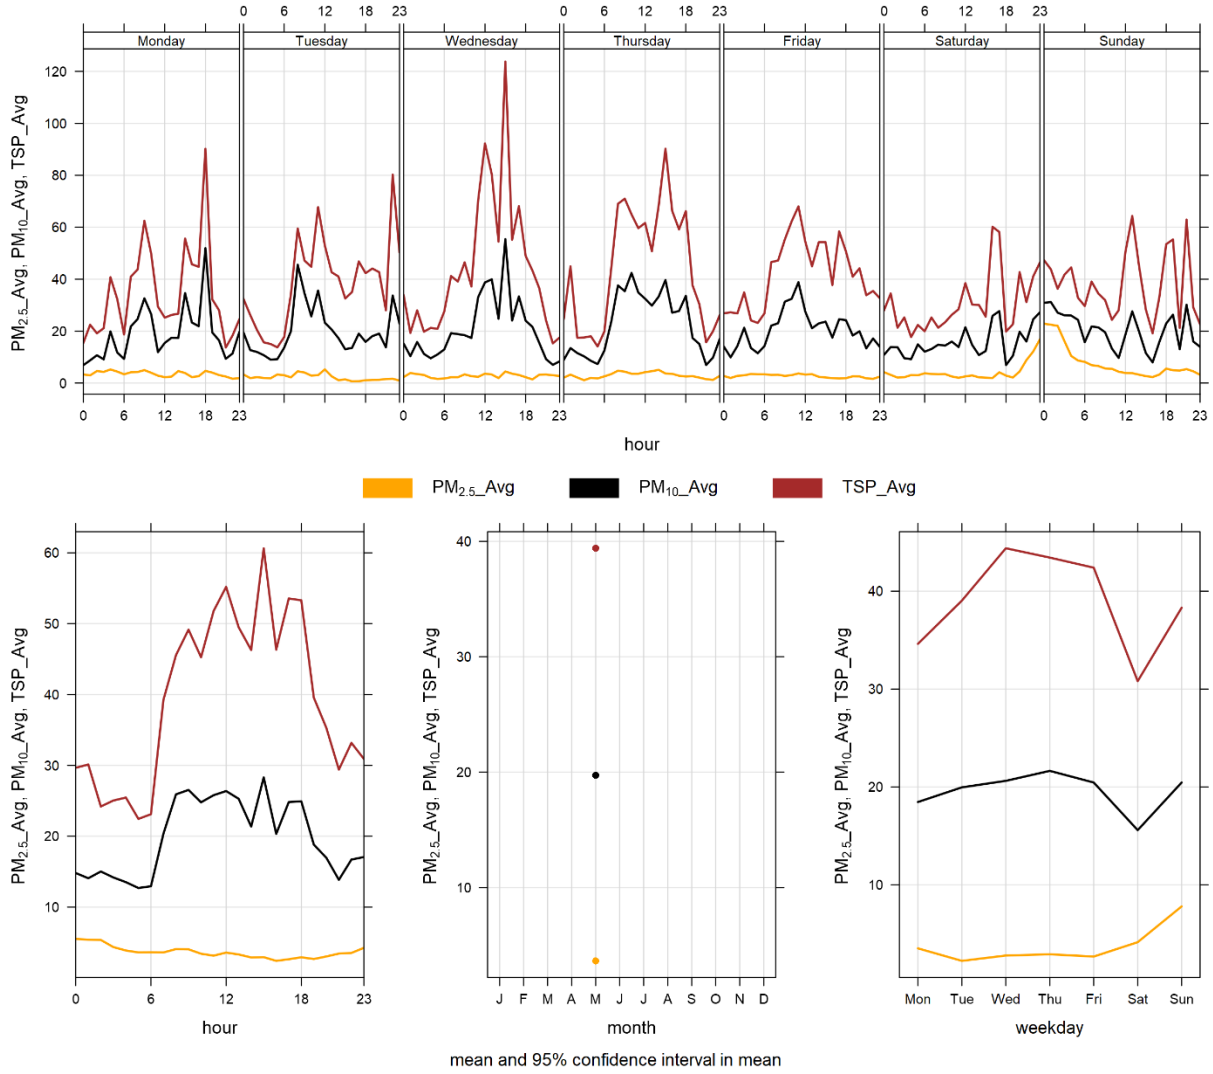 0 6 12 18 23 0 6 12 18 23 0 6 12 18 23
Monday Tuesday Wednesday Thursday Friday Saturday Sunday
PM2.5_Avg, PM10_Avg, TSP_Avg
120
100
80
60
40
20
0
0 6 12 18 23 0 6 12 18 23 0 6 12 18 23 0 6 12 18 23
hour
PM2.5_Avg PM10_Avg TSP_Avg
PM2.5_Avg, PM10_Avg, TSP_Avg
60
50
40
30
20
10
0 6 12 18 23
hour
PM2.5_Avg, PM10_Avg, TSP_Avg
40
30
20
10
J F M A M J J A S O N D
month
PM2.5_Avg, PM10_Avg, TSP_Avg
40
30
20
10
Mon Tue Wed Thu Fri Sat Sun
weekday
mean and 95% confidence interval in mean